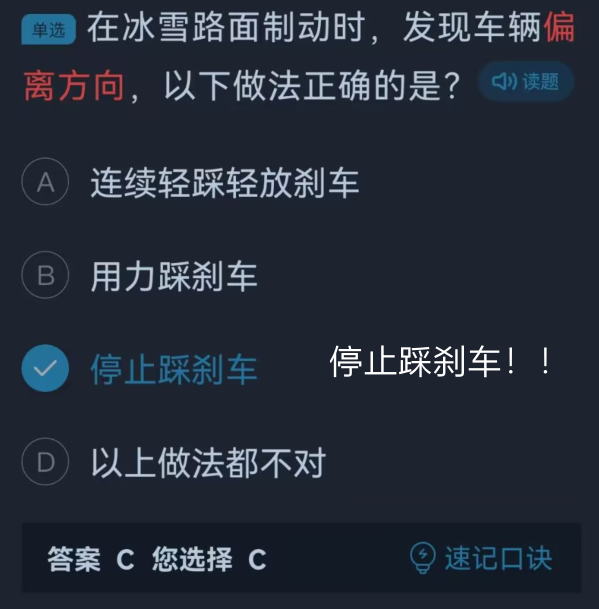 单选 在冰雪路面制动时，发现车辆偏
离方向，以下做法正确的是？ 读题
A 连续轻踩轻放刹车
B 用力踩刹车
停止踩刹车 停止踩刹车！！
D 以上做法都不对
答案 C 您选择 C 速记口诀